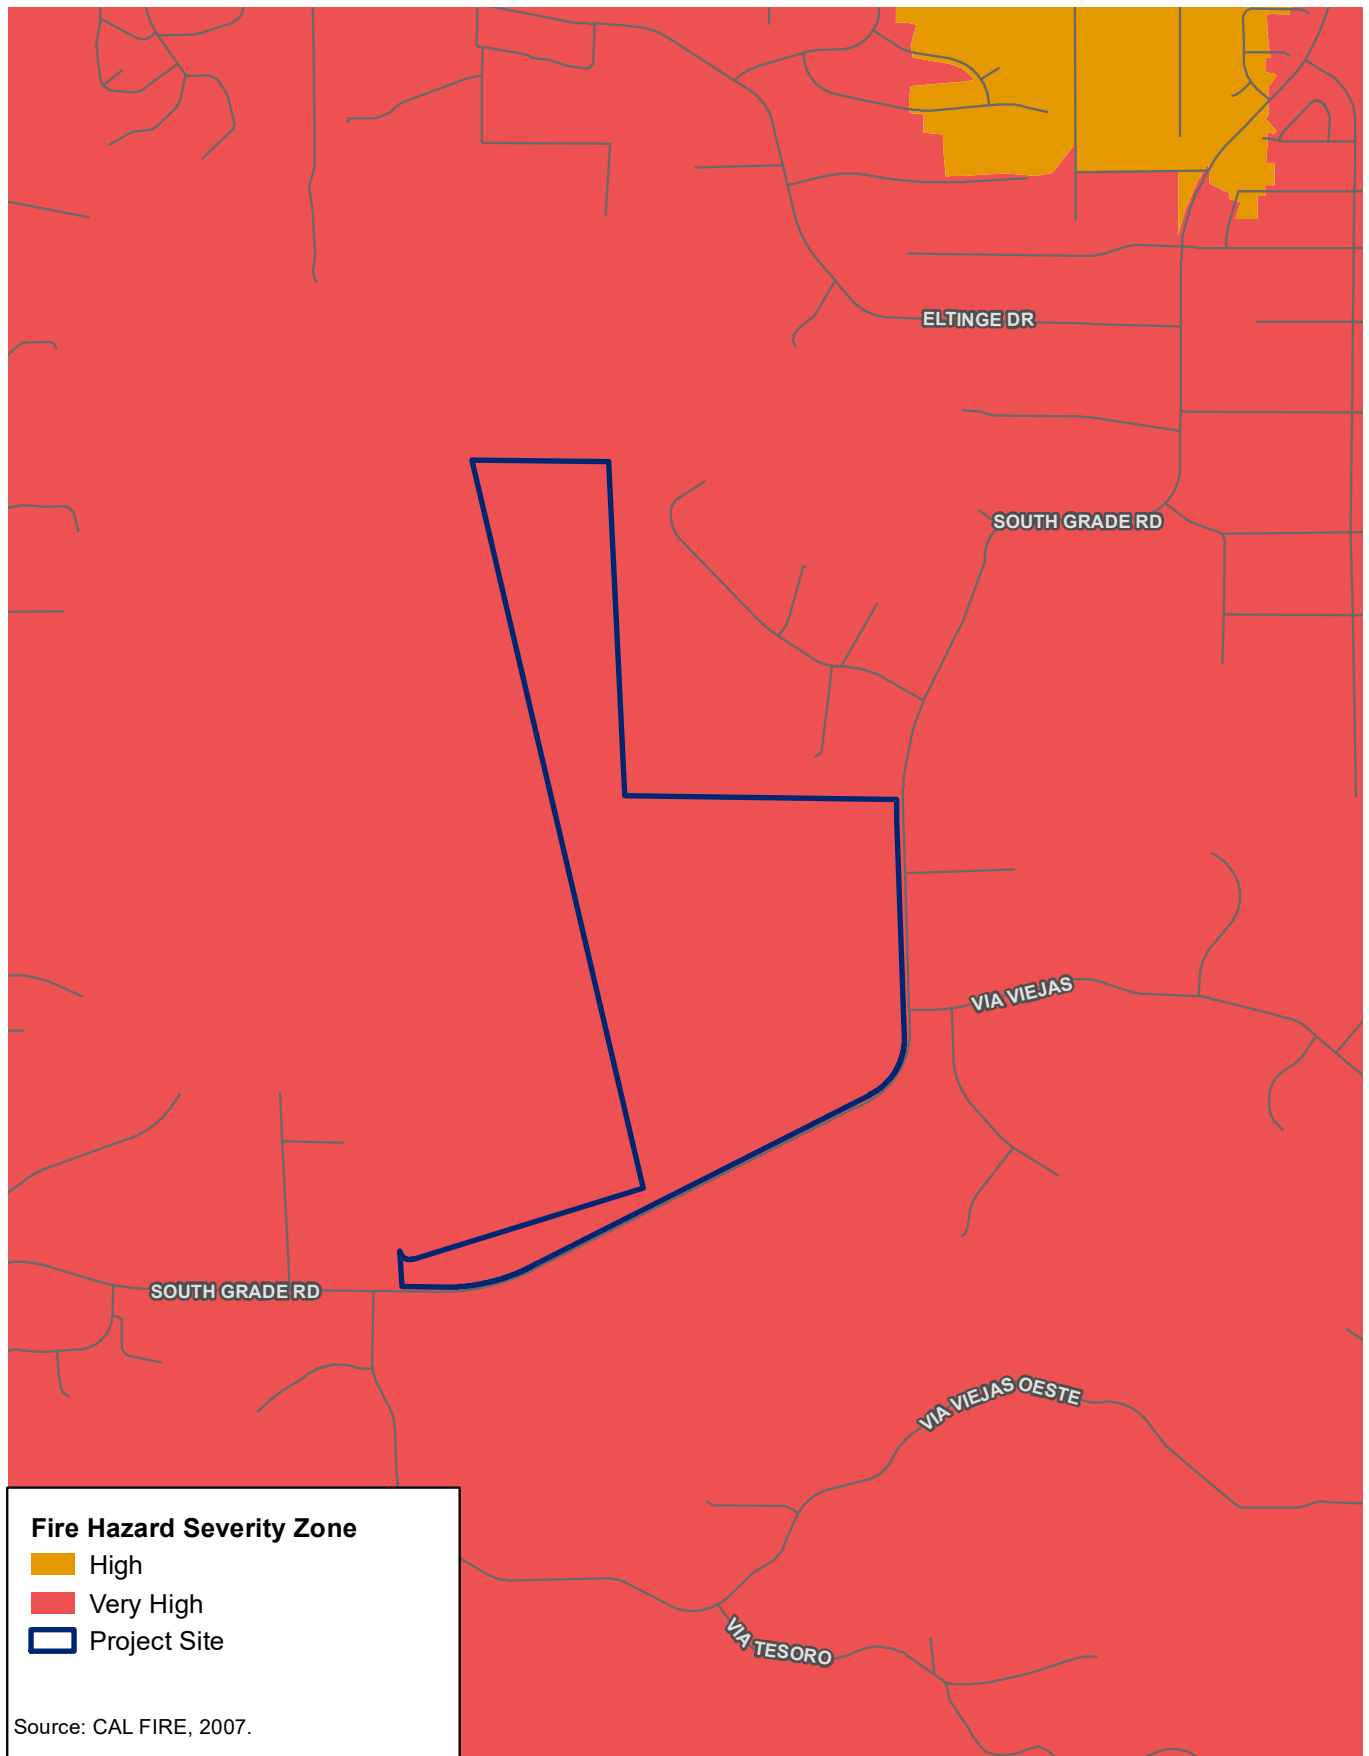 ELTINGE DR
SOUTH GRADE RD
VIA VIEJAS
SOUTH GRADE RD
VIA VIEJAS OESTE
VIA TESORO
Fire Hazard Severity Zone
High
Very High
Project Site
Source: CAL FIRE, 2007.